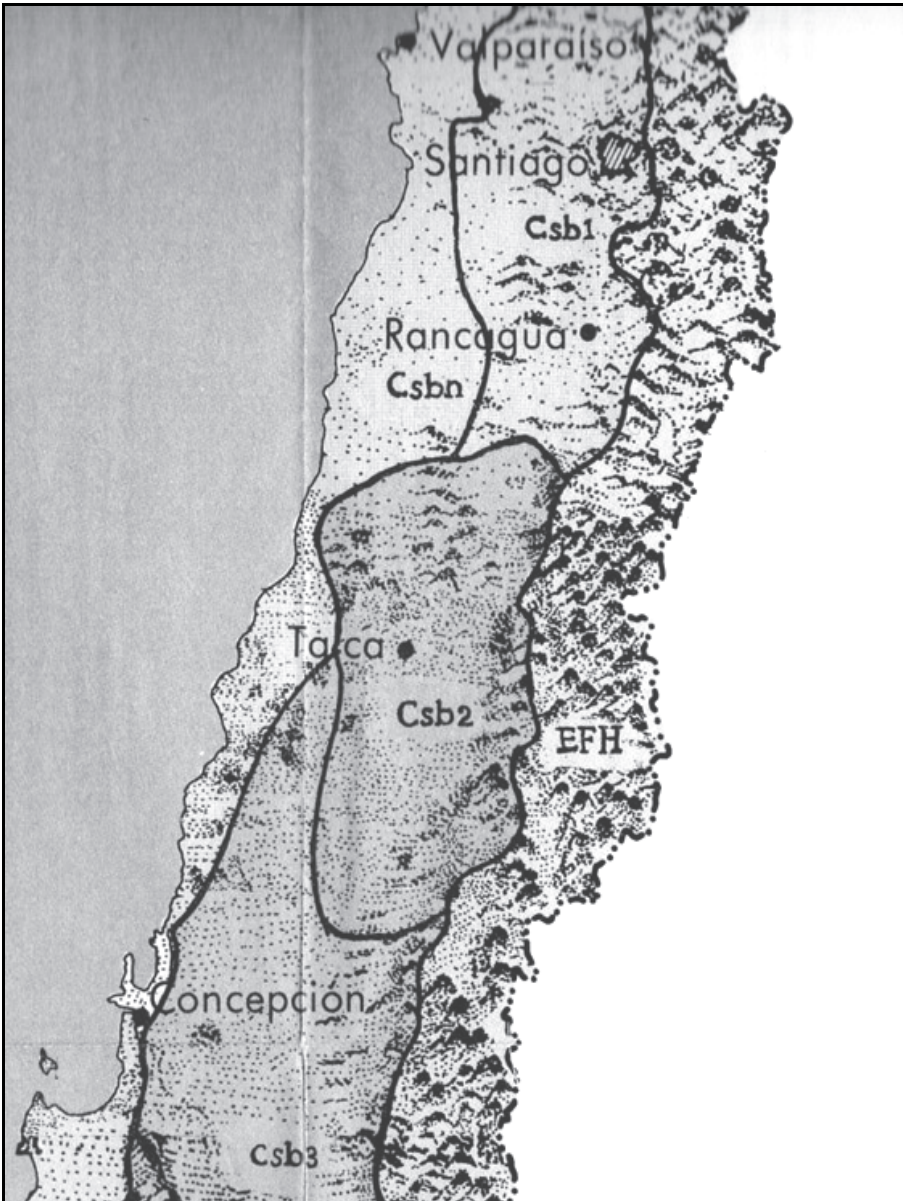 Valparaíso
Santiago
Csb1
Rancagua
Csbn
Talca
Csb2
EFH
Concepción
Csb3